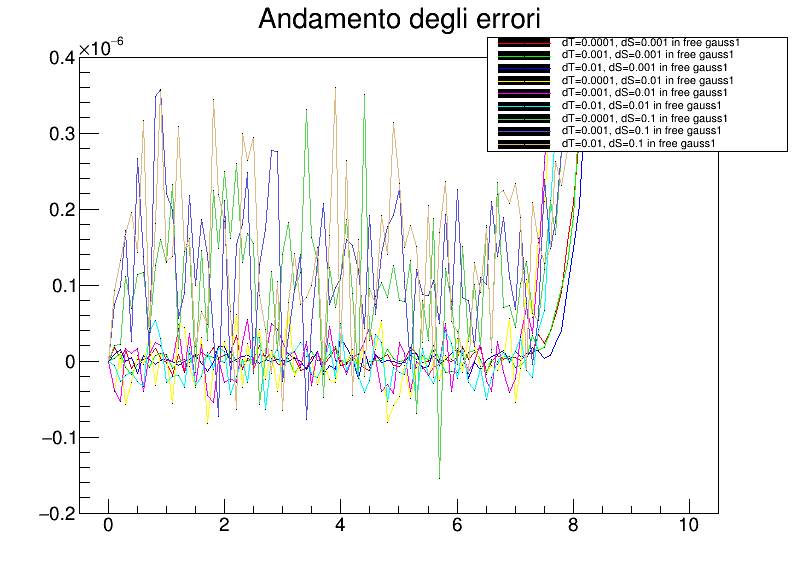 Andamento degli errori
×10⁻⁶
0.4
0.3
0.2
0.1
0
−0.1
−0.2
0 2 4 6 8 10
dT=0.0001, dS=0.001 in free gauss1
dT=0.001, dS=0.001 in free gauss1
dT=0.01, dS=0.001 in free gauss1
dT=0.0001, dS=0.01 in free gauss1
dT=0.001, dS=0.01 in free gauss1
dT=0.01, dS=0.01 in free gauss1
dT=0.0001, dS=0.1 in free gauss1
dT=0.001, dS=0.1 in free gauss1
dT=0.01, dS=0.1 in free gauss1